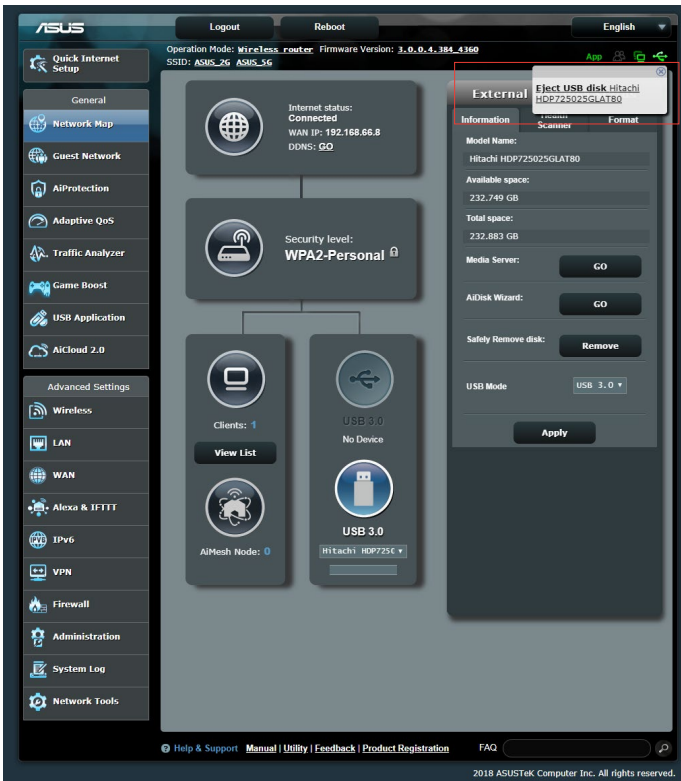 ASUS
Logout
Reboot
English
Quick Internet
Setup
Operation Mode: Wireless router Firmware Version: 3.0.0.4.384_4360
SSID: ASUS_2G ASUS_5G
App
General
Network Map
Guest Network
AiProtection
Adaptive QoS
Traffic Analyzer
Game Boost
USB Application
AiCloud 2.0
Advanced Settings
Wireless
LAN
WAN
Alexa & IFTTT
IPv6
VPN
Firewall
Administration
System Log
Network Tools
Internet status:
Connected
WAN IP: 192.168.66.8
DDNS: GO
Security level:
WPA2-Personal
Clients: 1
View List
AiMesh Node: 0
USB 3.0
No Device
USB 3.0
Hitachi HDP725C
External
Eject USB disk Hitachi
HDP725025GLAT80
Information
Health
Scanner
Format
Model Name:
Hitachi HDP725025GLAT80
Available space:
232.749 GB
Total space:
232.883 GB
Media Server:
GO
AiDisk Wizard:
GO
Safely Remove disk:
Remove
USB Mode
USB 3.0
Apply
Help & Support Manual | Utility | Feedback | Product Registration
FAQ
2018 ASUSTeK Computer Inc. All rights reserved.